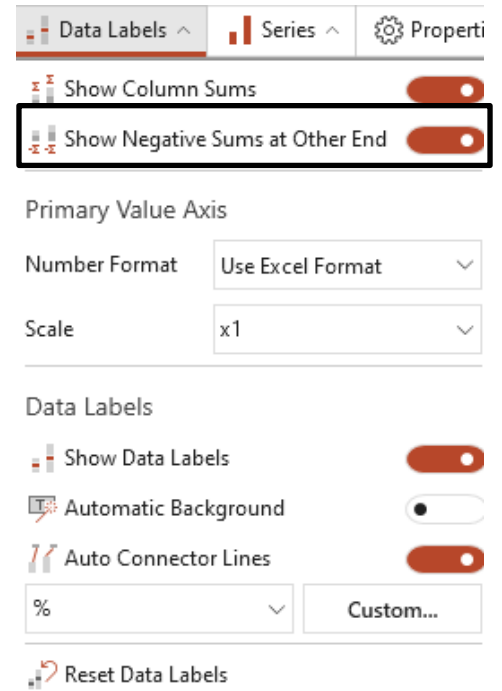 Data Labels Series Properti
Show Column Sums
Show Negative Sums at Other End
Primary Value Axis
Number Format Use Excel Format
Scale x1
Data Labels
Show Data Labels
Automatic Background
Auto Connector Lines
% Custom...
Reset Data Labels